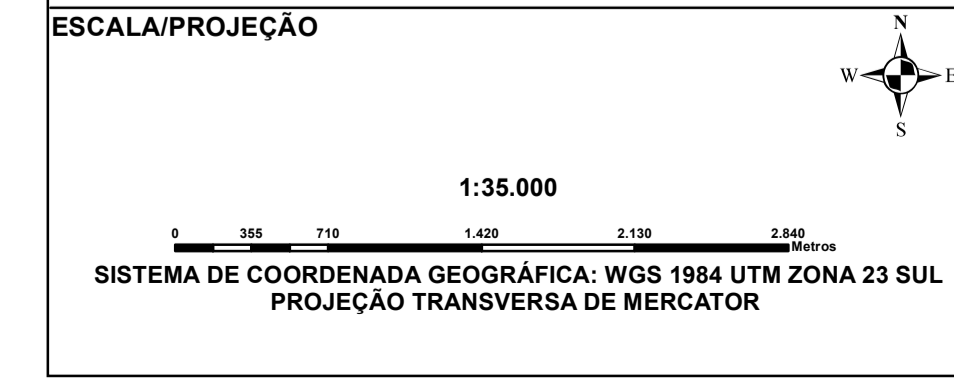 ESCALA/PROJEÇÃO
N
W E
S
1:35.000
0 355 710 1.420 2.130 2.840
Metros
SISTEMA DE COORDENADA GEOGRÁFICA: WGS 1984 UTM ZONA 23 SUL
PROJEÇÃO TRANSVERSA DE MERCATOR